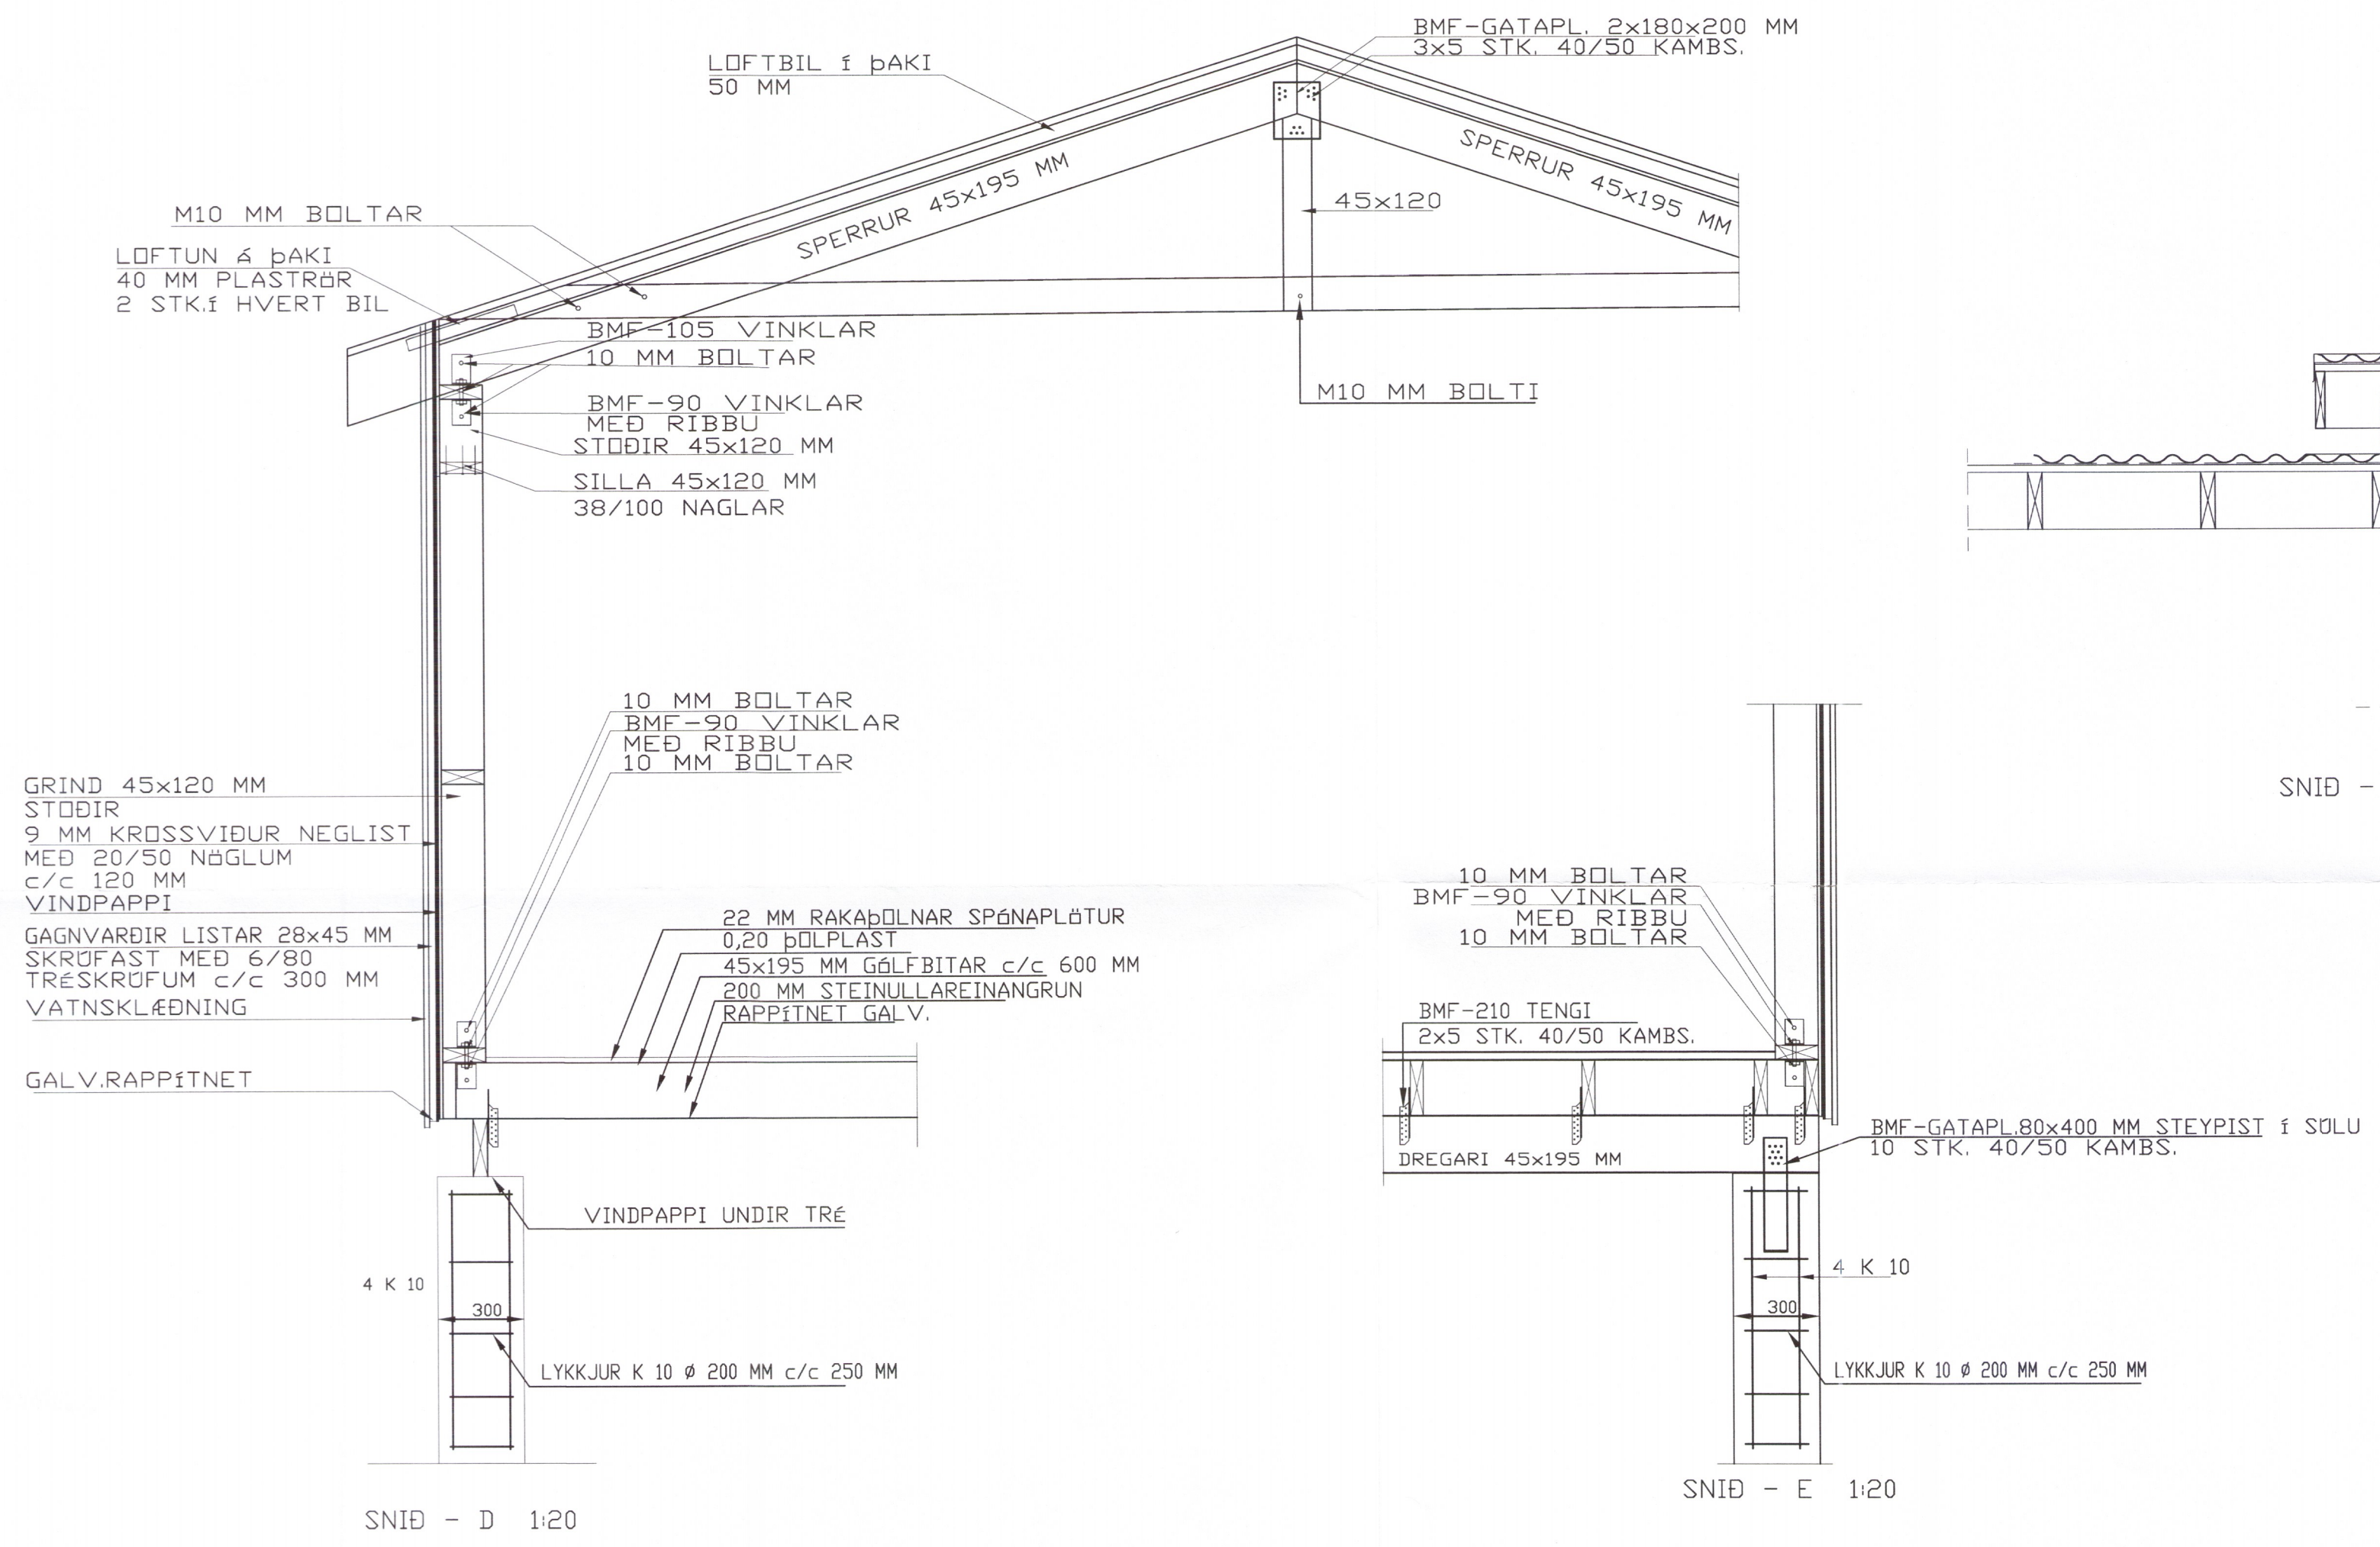 BMF-GATAPL. 2x180x200 MM
3x5 STK. 40/50 KAMBS.
LOFTBIL í ÞAKI
50 MM
SPERRUR 45x195 MM
SPERRUR 45x195 MM
45x120
M10 MM BOLTAR
LOFTUN á ÞAKI
40 MM PLASTRöR
2 STK.í HVERT BIL
BMF-105 VINKLAR
10 MM BOLTAR
BMF-90 VINKLAR
MEÐ RIBBU
STOÐIR 45x120 MM
SILLA 45x120 MM
38/100 NAGLAR
M10 MM BOLTI
10 MM BOLTAR
BMF-90 VINKLAR
MEÐ RIBBU
10 MM BOLTAR
GRIND 45x120 MM
STOÐIR
9 MM KROSSVIÐUR NEGLIST
MEÐ 20/50 NöGLUM
c/c 120 MM
VINDPAPPI
GAGNVARÐIR LISTAR 28x45 MM
SKRÚFAST MEÐ 6/80
TRéSKRÚFUM c/c 300 MM
VATNSKLÆÐNING
GALV.RAPPíTNET
22 MM RAKAÞOLNAR SPóNAPLöTUR
0,20 ÞOLPLAST
45x195 MM GóLFBITAR c/c 600 MM
200 MM STEINULLAREINANGRUN
RAPPíTNET GALV.
VINDPAPPI UNDIR TRé
4 K 10
300
LYKKJUR K 10 ø 200 MM c/c 250 MM
SNIÐ - D 1:20
10 MM BOLTAR
BMF-90 VINKLAR
MEÐ RIBBU
10 MM BOLTAR
BMF-210 TENGI
2x5 STK. 40/50 KAMBS.
DREGARI 45x195 MM
BMF-GATAPL.80x400 MM STEYPIST í SÚLU
10 STK. 40/50 KAMBS.
4 K 10
300
LYKKJUR K 10 ø 200 MM c/c 250 MM
SNIÐ - E 1:20
SNIÐ -